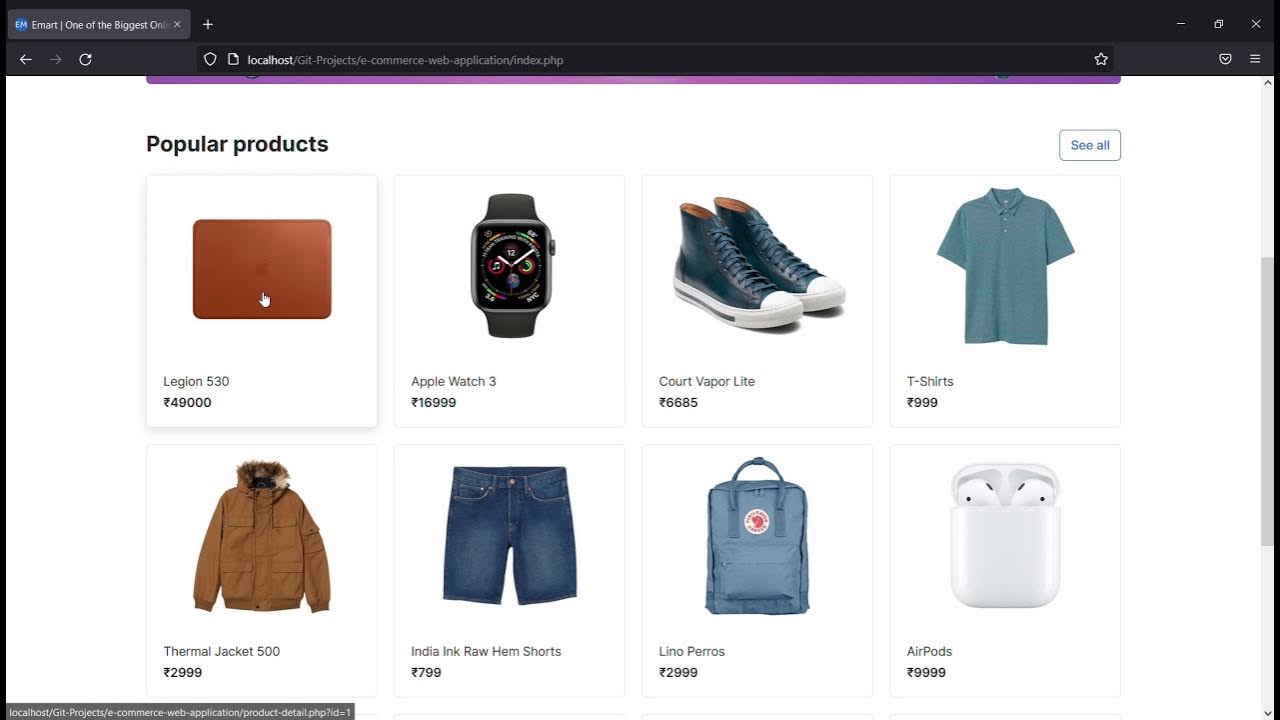 EM Emart | One of the Biggest Onli
localhost/Git-Projects/e-commerce-web-application/index.php
Popular products
See all
Legion 530
₹49000
Apple Watch 3
₹16999
Court Vapor Lite
₹6685
T-Shirts
₹999
Thermal Jacket 500
₹2999
India Ink Raw Hem Shorts
₹799
Lino Perros
₹2999
AirPods
₹9999
localhost/Git-Projects/e-commerce-web-application/product-detail.php?id=1